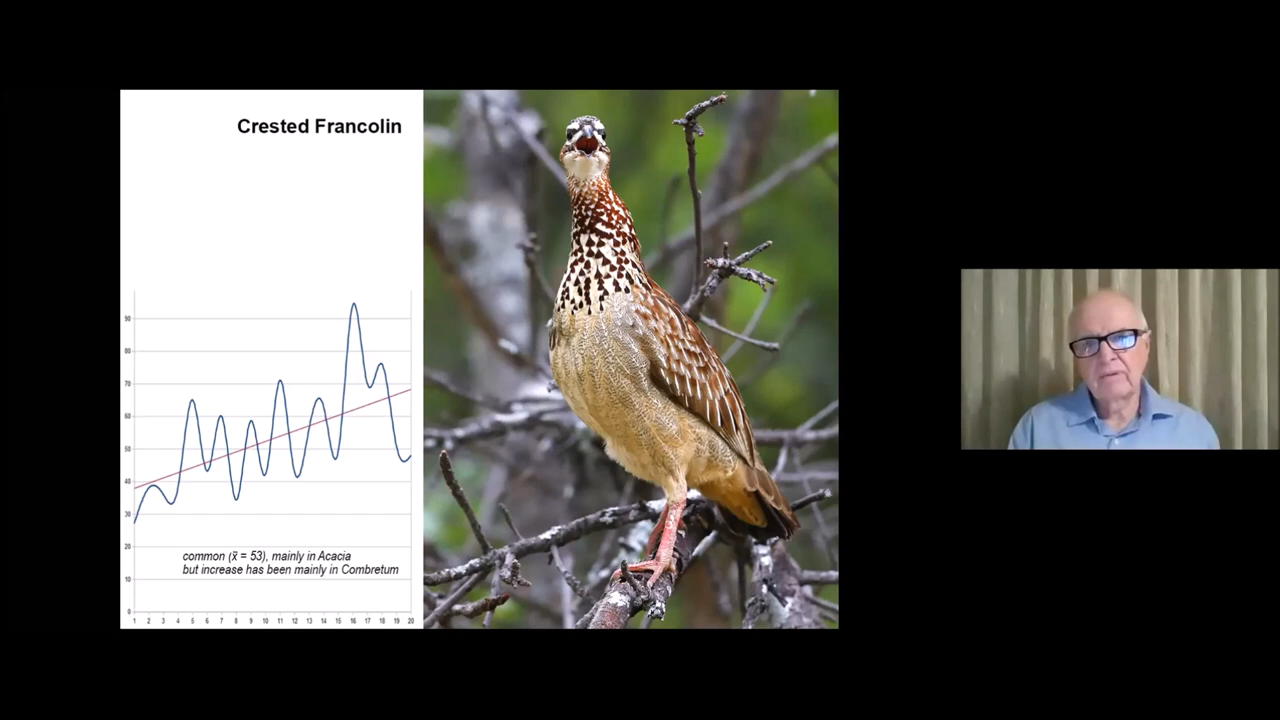 Crested Francolin
90
80
70
60
50
40
30
20
10
0
common (x̄ = 53), mainly in Acacia
but increase has been mainly in Combretum
1 2 3 4 5 6 7 8 9 10 11 12 13 14 15 16 17 18 19 20